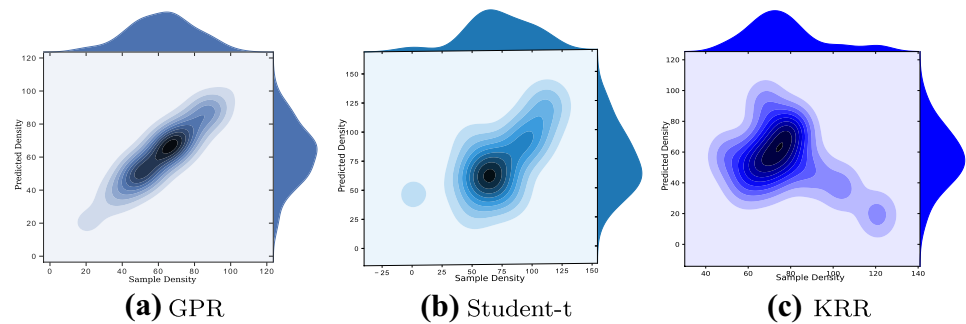 120
100
80
60
40
20
0
Predicted Density
0 20 40 60 80 100 120
Sample Density
(a) GPR
150
125
100
75
50
25
0
Predicted Density
−25 0 25 50 75 100 125 150
Sample Density
(b) Student-t
120
100
80
60
40
20
0
Predicted Density
40 60 80 100 120 140
Sample Density
(c) KRR